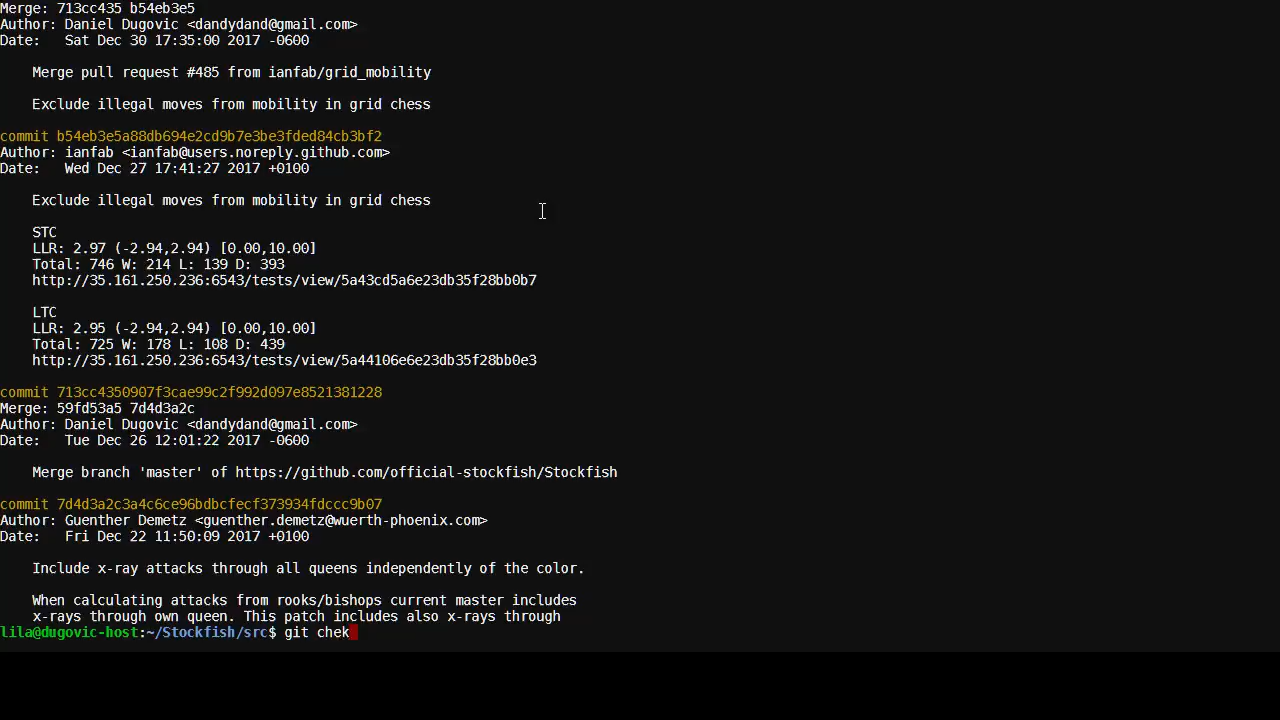 Merge: 713cc435 b54eb3e5
Author: Daniel Dugovic <dandydand@gmail.com>
Date:   Sat Dec 30 17:35:00 2017 -0600
Merge pull request #485 from ianfab/grid_mobility
Exclude illegal moves from mobility in grid chess
commit b54eb3e5a88db694e2cd9b7e3be3fded84cb3bf2
Author: ianfab <ianfab@users.noreply.github.com>
Date:   Wed Dec 27 17:41:27 2017 +0100
Exclude illegal moves from mobility in grid chess
STC
LLR: 2.97 (-2.94,2.94) [0.00,10.00]
Total: 746 W: 214 L: 139 D: 393
http://35.161.250.236:6543/tests/view/5a43cd5a6e23db35f28bb0b7
LTC
LLR: 2.95 (-2.94,2.94) [0.00,10.00]
Total: 725 W: 178 L: 108 D: 439
http://35.161.250.236:6543/tests/view/5a44106e6e23db35f28bb0e3
commit 713cc4350907f3cae99c2f992d097e8521381228
Merge: 59fd53a5 7d4d3a2c
Author: Daniel Dugovic <dandydand@gmail.com>
Date:   Tue Dec 26 12:01:22 2017 -0600
Merge branch 'master' of https://github.com/official-stockfish/Stockfish
commit 7d4d3a2c3a4c6ce96bdbcfecf373934fdccc9b07
Author: Guenther Demetz <guenther.demetz@wuerth-phoenix.com>
Date:   Fri Dec 22 11:50:09 2017 +0100
Include x-ray attacks through all queens independently of the color.
When calculating attacks from rooks/bishops current master includes
x-rays through own queen. This patch includes also x-rays through
lila@dugovic-host:~/Stockfish/src$ git chek